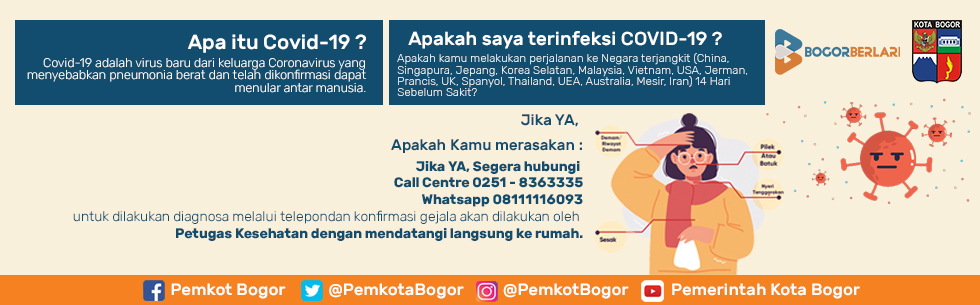 Apa itu Covid-19 ?
Covid-19 adalah virus baru dari keluarga Coronavirus yang
menyebabkan pneumonia berat dan telah dikonfirmasi dapat
menular antar manusia.
Apakah saya terinfeksi COVID-19 ?
Apakah kamu melakukan perjalanan ke Negara terjangkit (China,
Singapura, Jepang, Korea Selatan, Malaysia, Vietnam, USA, Jerman,
Prancis, UK, Spanyol, Thailand, UEA, Australia, Mesir, Iran) 14 Hari
Sebelum Sakit?
BOGORBERLARI
KOTA BOGOR
Jika YA,
Apakah Kamu merasakan :
Jika YA, Segera hubungi
Call Centre 0251 - 8363335
Whatsapp 08111116093
untuk dilakukan diagnosa melalui telepondan konfirmasi gejala akan dilakukan oleh
Petugas Kesehatan dengan mendatangi langsung ke rumah.
Demam/
Riwayat
Demam
Pilek
Atau
Batuk
Nyeri
Tenggorokan
Sesak
Pemkot Bogor
@PemkotaBogor
@PemkotBogor
Pemerintah Kota Bogor